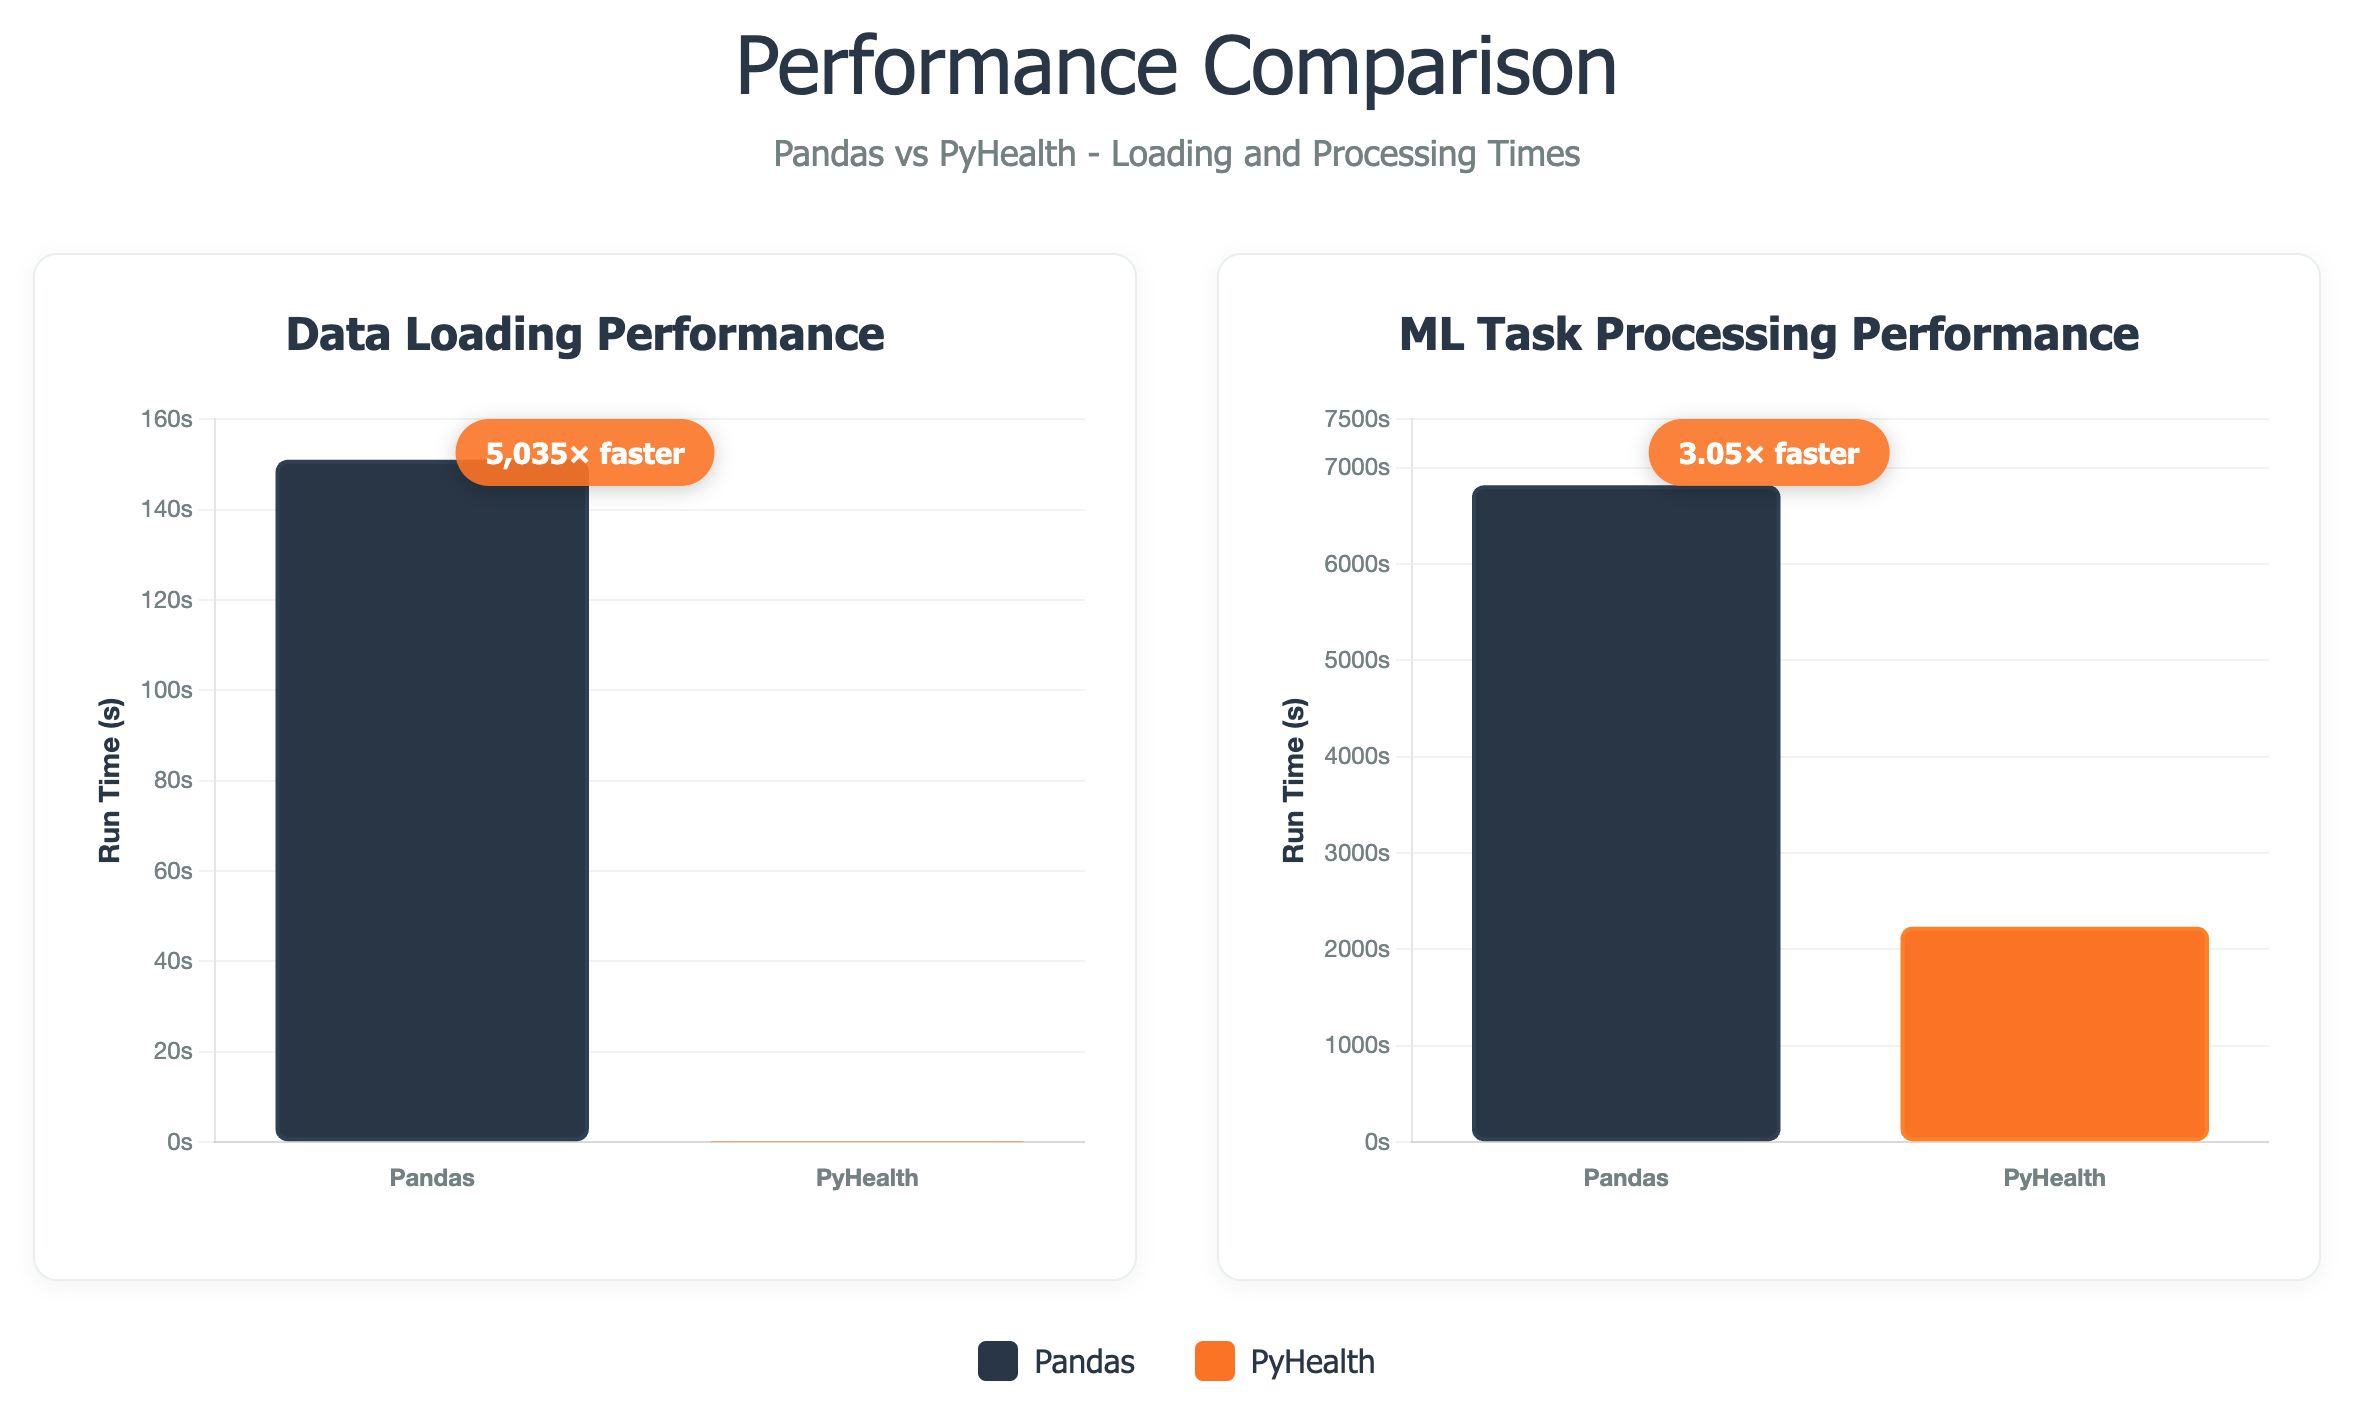 Performance Comparison
Pandas vs PyHealth - Loading and Processing Times
Data Loading Performance
5,035× faster
160s
140s
120s
100s
80s
60s
40s
20s
0s
Run Time (s)
Pandas
PyHealth
ML Task Processing Performance
3.05× faster
7500s
7000s
6000s
5000s
4000s
3000s
2000s
1000s
0s
Run Time (s)
Pandas
PyHealth
Pandas
PyHealth